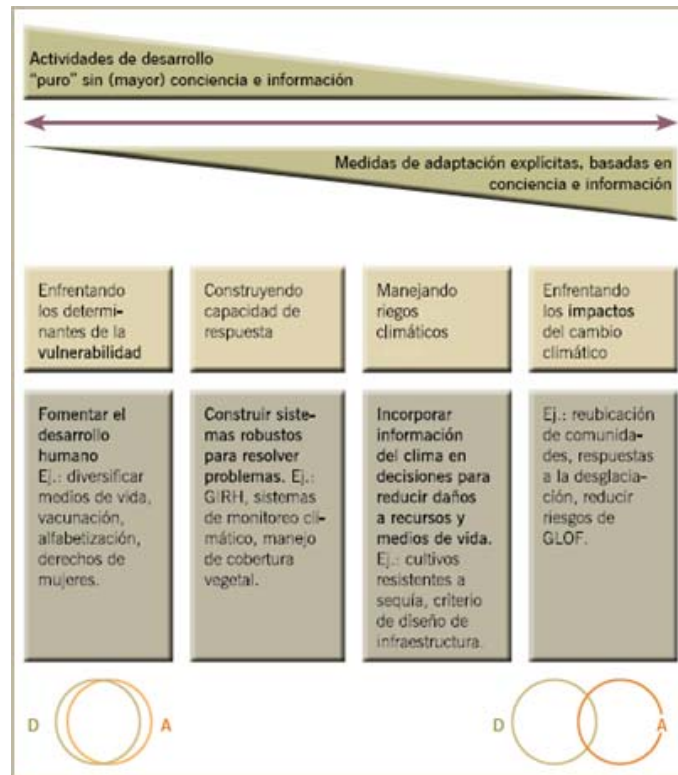 Actividades de desarrollo
“puro” sin (mayor) conciencia e información
Medidas de adaptación explícitas, basadas en
conciencia e información
Enfrentando
los determi-
nantes de la
vulnerabilidad
Construyendo
capacidad de
respuesta
Manejando
riegos
climáticos
Enfrentando
los impactos
del cambio
climático
Fomentar el
desarrollo
humano
Ej.: diversificar
medios de vida,
vacunación,
alfabetización,
derechos de
mujeres.
Construir siste-
mas robustos
para resolver
problemas. Ej.:
GIRH, sistemas
de monitoreo cli-
mático, manejo
de cobertura
vegetal.
Incorporar
información
del clima en
decisiones para
reducir daños
a recursos y
medios de vida.
Ej.: cultivos
resistentes a
sequía, criterio
de diseño de
infraestructura.
Ej.: reubicación
de comunida-
des, respuestas
a la desglacia-
ción, reducir
riesgos de
GLOF.
D A
D A